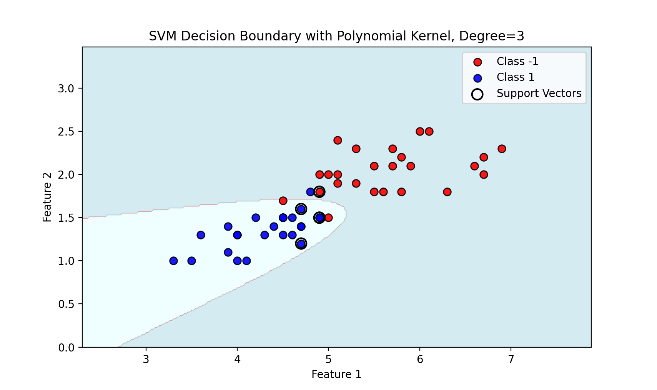 SVM Decision Boundary with Polynomial Kernel, Degree=3
Class -1
Class 1
Support Vectors
Feature 2
3.0
2.5
2.0
1.5
1.0
0.5
0.0
3
4
5
6
7
Feature 1